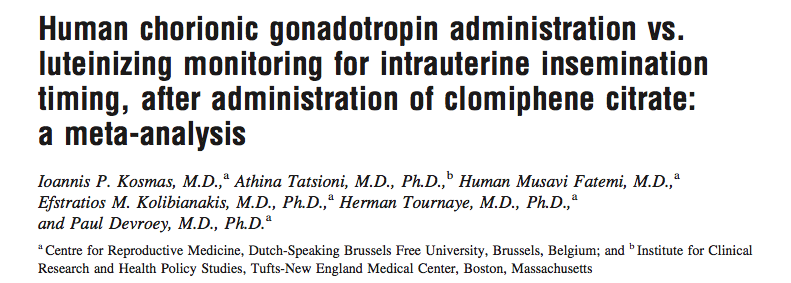 Human chorionic gonadotropin administration vs.
luteinizing monitoring for intrauterine insemination
timing, after administration of clomiphene citrate:
a meta-analysis
Ioannis P. Kosmas, M.D.,a Athina Tatsioni, M.D., Ph.D.,b Human Musavi Fatemi, M.D.,a
Efstratios M. Kolibianakis, M.D., Ph.D.,a Herman Tournaye, M.D., Ph.D.,a
and Paul Devroey, M.D., Ph.D.a
a Centre for Reproductive Medicine, Dutch-Speaking Brussels Free University, Brussels, Belgium; and b Institute for Clinical
Research and Health Policy Studies, Tufts-New England Medical Center, Boston, Massachusetts